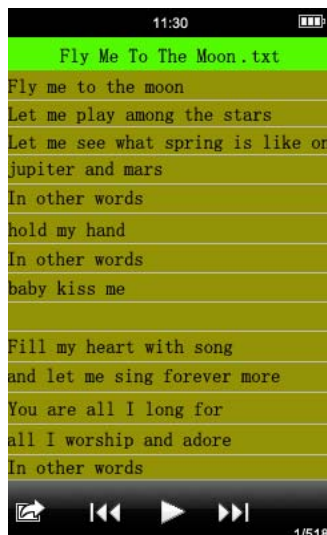 11:30
Fly Me To The Moon.txt
Fly me to the moon
Let me play among the stars
Let me see what spring is like on
jupiter and mars
In other words
hold my hand
In other words
baby kiss me
Fill my heart with song
and let me sing forever more
You are all I long for
all I worship and adore
In other words
1/518